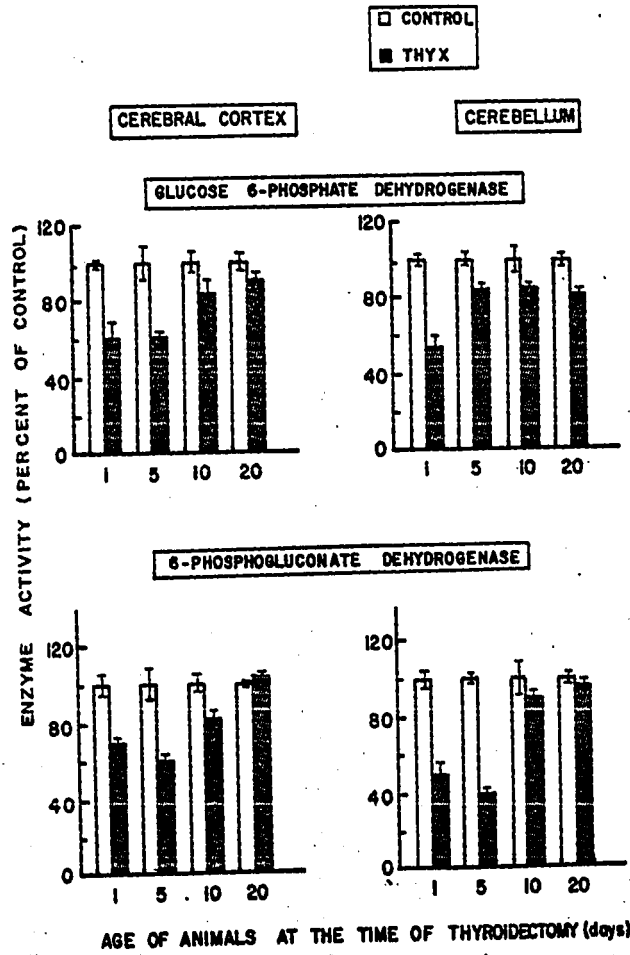 CONTROL
THYX
CEREBRAL CORTEX
CEREBELLUM
GLUCOSE 6-PHOSPHATE DEHYDROGENASE
ENZYME ACTIVITY (PERCENT OF CONTROL)
120
80
40
0
1 5 10 20
120
80
40
0
1 5 10 20
6-PHOSPHOGLUCONATE DEHYDROGENASE
120
80
40
0
1 5 10 20
120
80
40
0
1 5 10 20
AGE OF ANIMALS AT THE TIME OF THYROIDECTOMY (days)